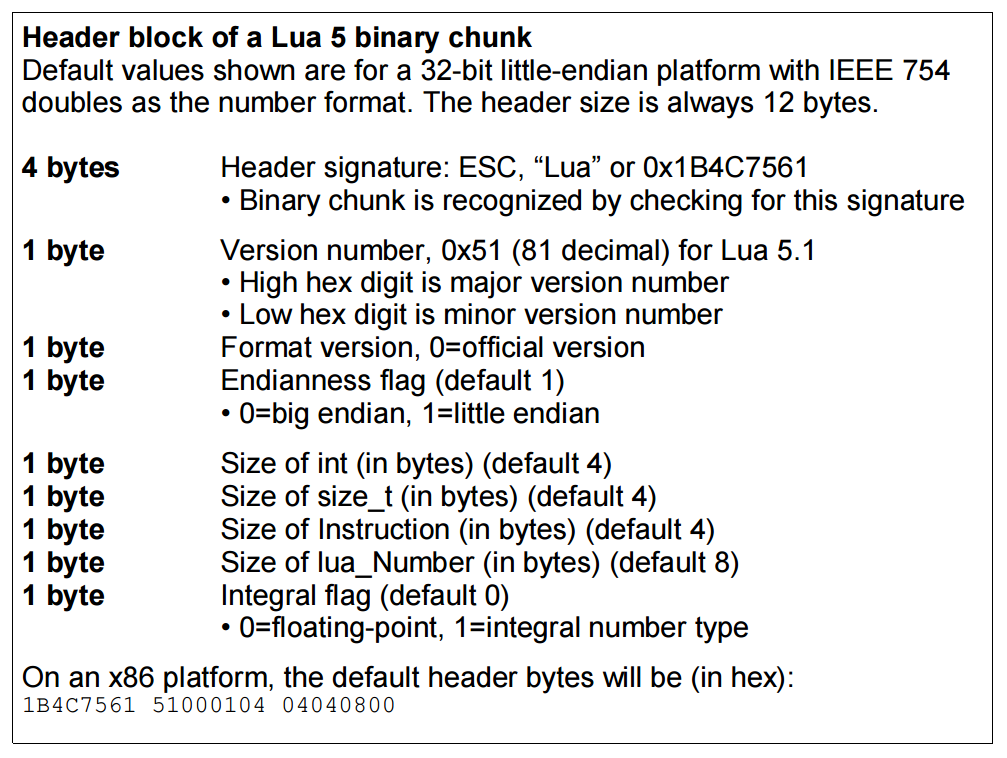 Header block of a Lua 5 binary chunk
Default values shown are for a 32-bit little-endian platform with IEEE 754
doubles as the number format. The header size is always 12 bytes.
4 bytes Header signature: ESC, “Lua” or 0x1B4C7561
• Binary chunk is recognized by checking for this signature
1 byte Version number, 0x51 (81 decimal) for Lua 5.1
• High hex digit is major version number
• Low hex digit is minor version number
1 byte Format version, 0=official version
1 byte Endianness flag (default 1)
• 0=big endian, 1=little endian
1 byte Size of int (in bytes) (default 4)
1 byte Size of size_t (in bytes) (default 4)
1 byte Size of Instruction (in bytes) (default 4)
1 byte Size of lua_Number (in bytes) (default 8)
1 byte Integral flag (default 0)
• 0=floating-point, 1=integral number type
On an x86 platform, the default header bytes will be (in hex):
1B4C7561 51000104 04040800